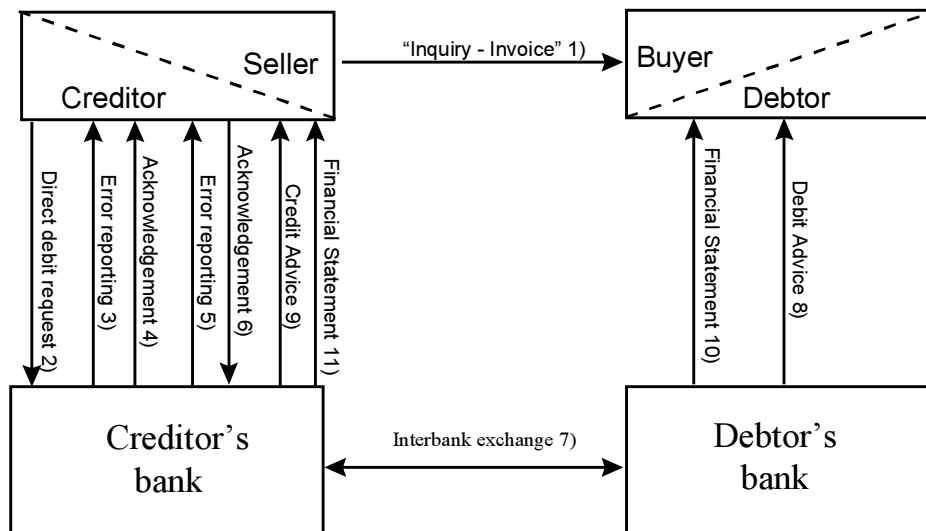 Seller
Creditor
“Inquiry - Invoice” 1)
Buyer
Debtor
Direct debit request 2)
Error reporting 3)
Acknowledgement 4)
Error reporting 5)
Acknowledgement 6)
Credit Advice 9)
Financial Statement 11)
Financial Statement 10)
Debit Advice 8)
Creditor’s
bank
Interbank exchange 7)
Debtor’s
bank